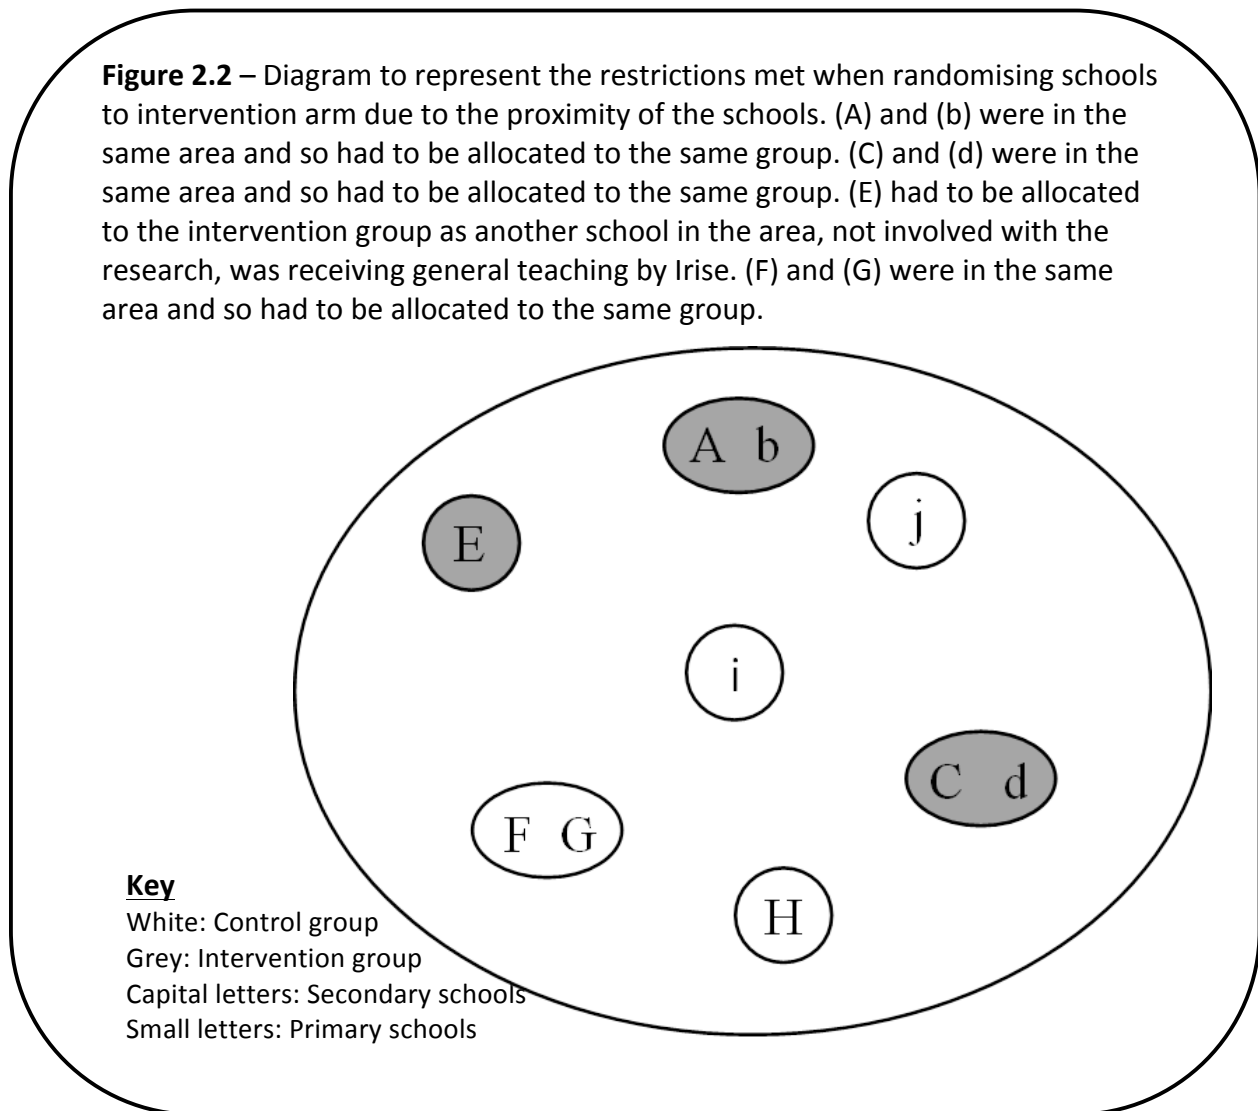 Figure 2.2 – Diagram to represent the restrictions met when randomising schools
to intervention arm due to the proximity of the schools. (A) and (b) were in the
same area and so had to be allocated to the same group. (C) and (d) were in the
same area and so had to be allocated to the same group. (E) had to be allocated
to the intervention group as another school in the area, not involved with the
research, was receiving general teaching by Irise. (F) and (G) were in the same
area and so had to be allocated to the same group.
A b
j
E
i
C d
F G
H
Key
White: Control group
Grey: Intervention group
Capital letters: Secondary schools
Small letters: Primary schools